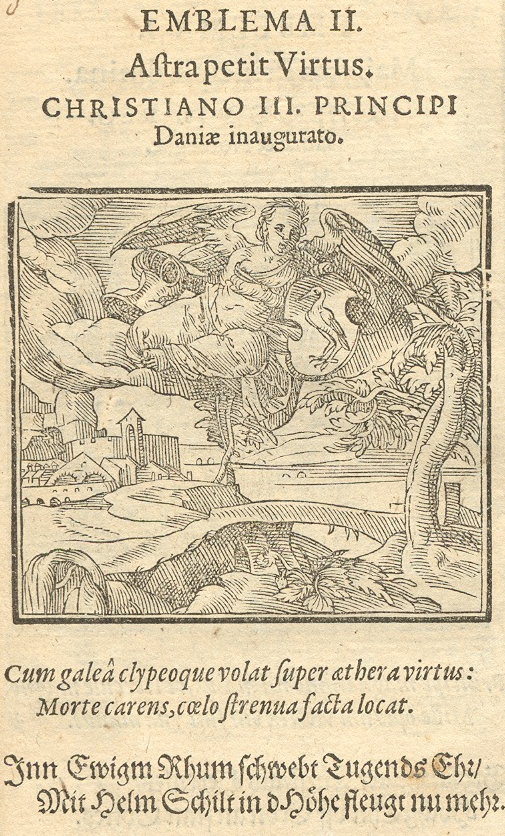 EMBLEMA II.
Aſtra petit Virtus.
CHRISTIANO III. PRINCIPI
Daniæ inaugurato.
Cum galeâ clypeoque volat ſuper æthera virtus:
Morte carens, cœlo ſtrenua facta locat.
Inn Ewigm Rhum ſchwebt Tugends Ehr/
Mit Helm Schilt in d Höhe fleugt nu mehr.